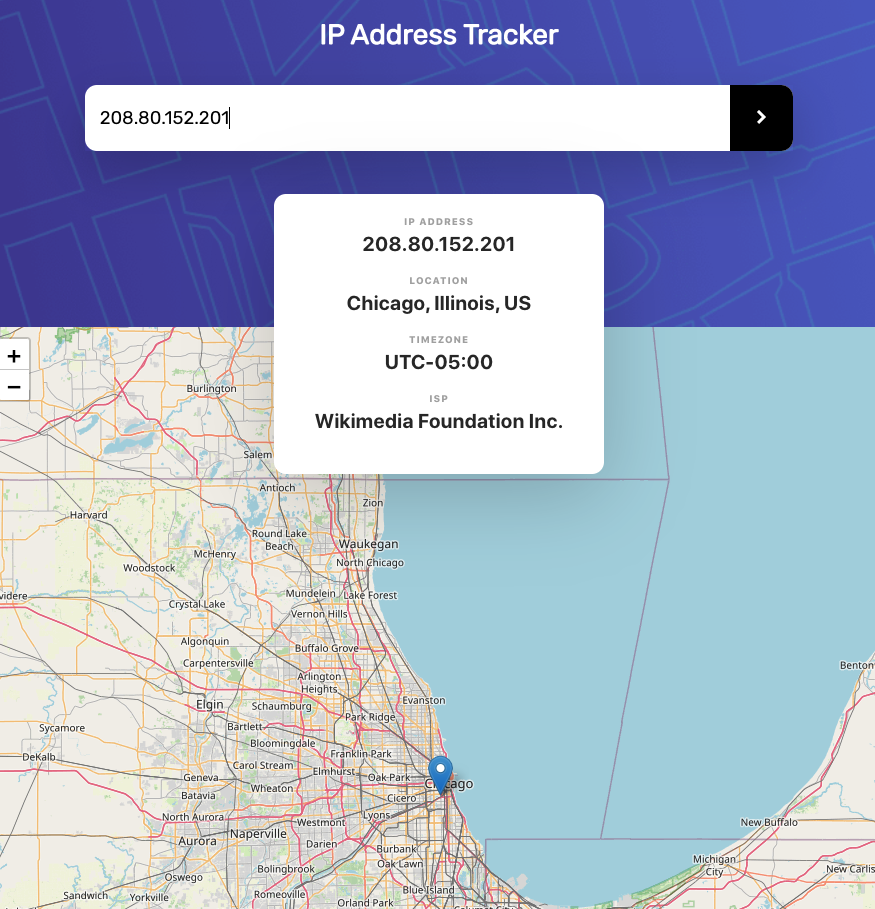 IP Address Tracker
208.80.152.201
IP ADDRESS
208.80.152.201
LOCATION
Chicago, Illinois, US
TIMEZONE
UTC-05:00
ISP
Wikimedia Foundation Inc.
+
−
Burlington
Salem
Antioch
Zion
Harvard
Round Lake
Beach
Waukegan
McHenry
North Chicago
Woodstock
Mundelein
Lake Forest
videre
Crystal Lake
Vernon Hills
Algonquin
Buffalo Grove
Carpentersville
Benton
Arlington
Heights
Elgin
Schaumburg
Evanston
Park Ridge
Sycamore
Bartlett
Bloomingdale
Franklin Park
DeKalb
Carol Stream
Elmhurst
Oak Park
Chicago
Geneva
Wheaton
Batavia
Cicero
North Aurora
Westmont
Lyons
New Buffalo
Aurora
Naperville
Darien
Burbank
Oak Lawn
Michigan
City
Bolingbrook
New Carlis
Oswego
Blue Island
Sandwich
Yorkville
Romeoville
Orland Park